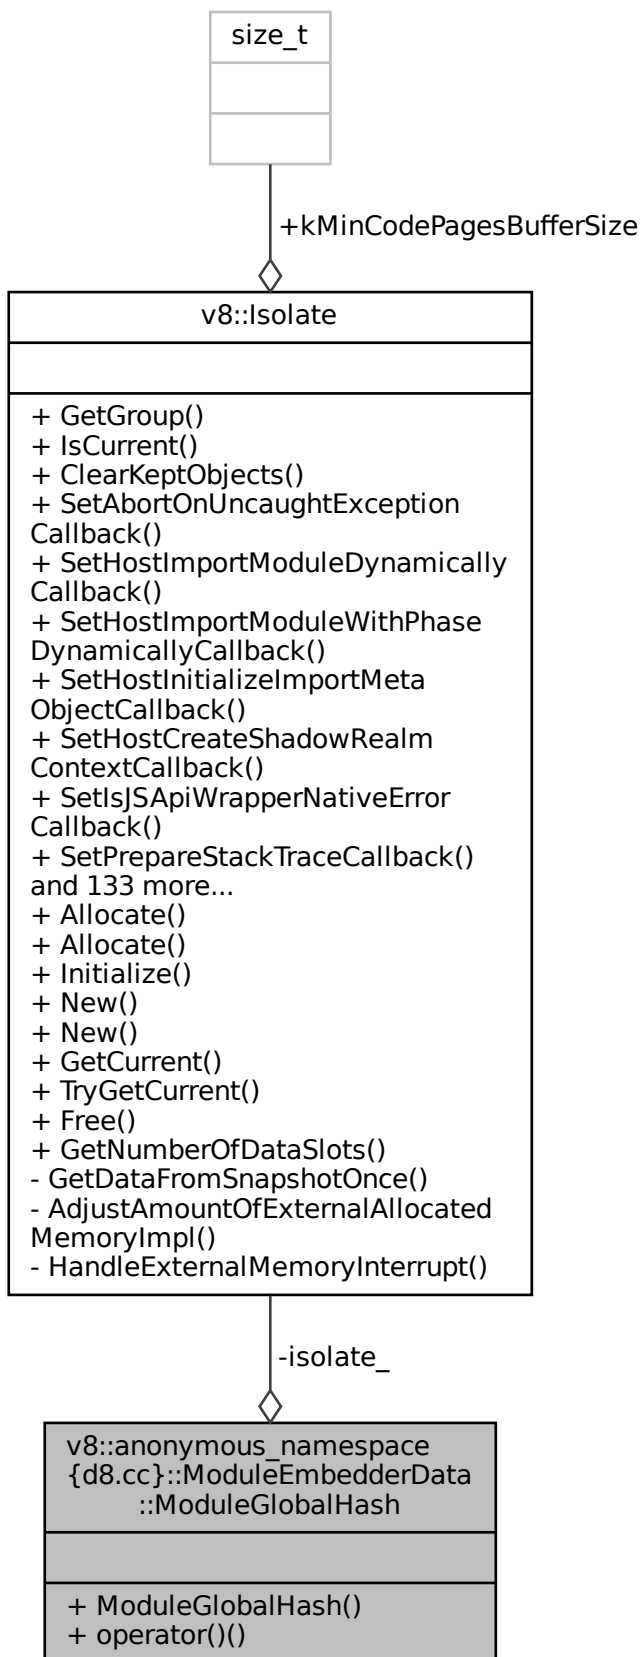 size_t
+kMinCodePagesBufferSize
v8::Isolate
+ GetGroup()
+ IsCurrent()
+ ClearKeptObjects()
+ SetAbortOnUncaughtException
Callback()
+ SetHostImportModuleDynamically
Callback()
+ SetHostImportModuleWithPhase
DynamicallyCallback()
+ SetHostInitializeImportMeta
ObjectCallback()
+ SetHostCreateShadowRealm
ContextCallback()
+ SetIsJSApiWrapperNativeError
Callback()
+ SetPrepareStackTraceCallback()
and 133 more...
+ Allocate()
+ Allocate()
+ Initialize()
+ New()
+ New()
+ GetCurrent()
+ TryGetCurrent()
+ Free()
+ GetNumberOfDataSlots()
- GetDataFromSnapshotOnce()
- AdjustAmountOfExternalAllocated
MemoryImpl()
- HandleExternalMemoryInterrupt()
-isolate_
v8::anonymous_namespace
{d8.cc}::ModuleEmbedderData
::ModuleGlobalHash
+ ModuleGlobalHash()
+ operator()()